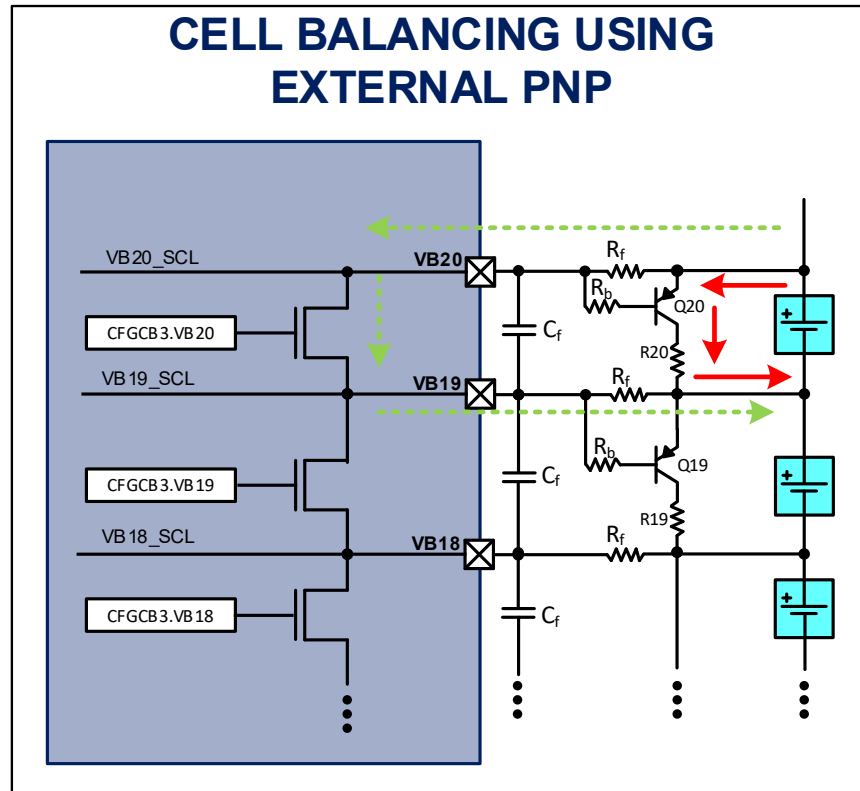 CELL BALANCING USING
EXTERNAL PNP
VB20_SCL
VB20
Rf
Rb
Q20
+
CFGCB3.VB20
Cf
R20
VB19_SCL
VB19
Rf
Rb
Q19
+
CFGCB3.VB19
Cf
R19
VB18_SCL
VB18
Rf
+
CFGCB3.VB18
Cf